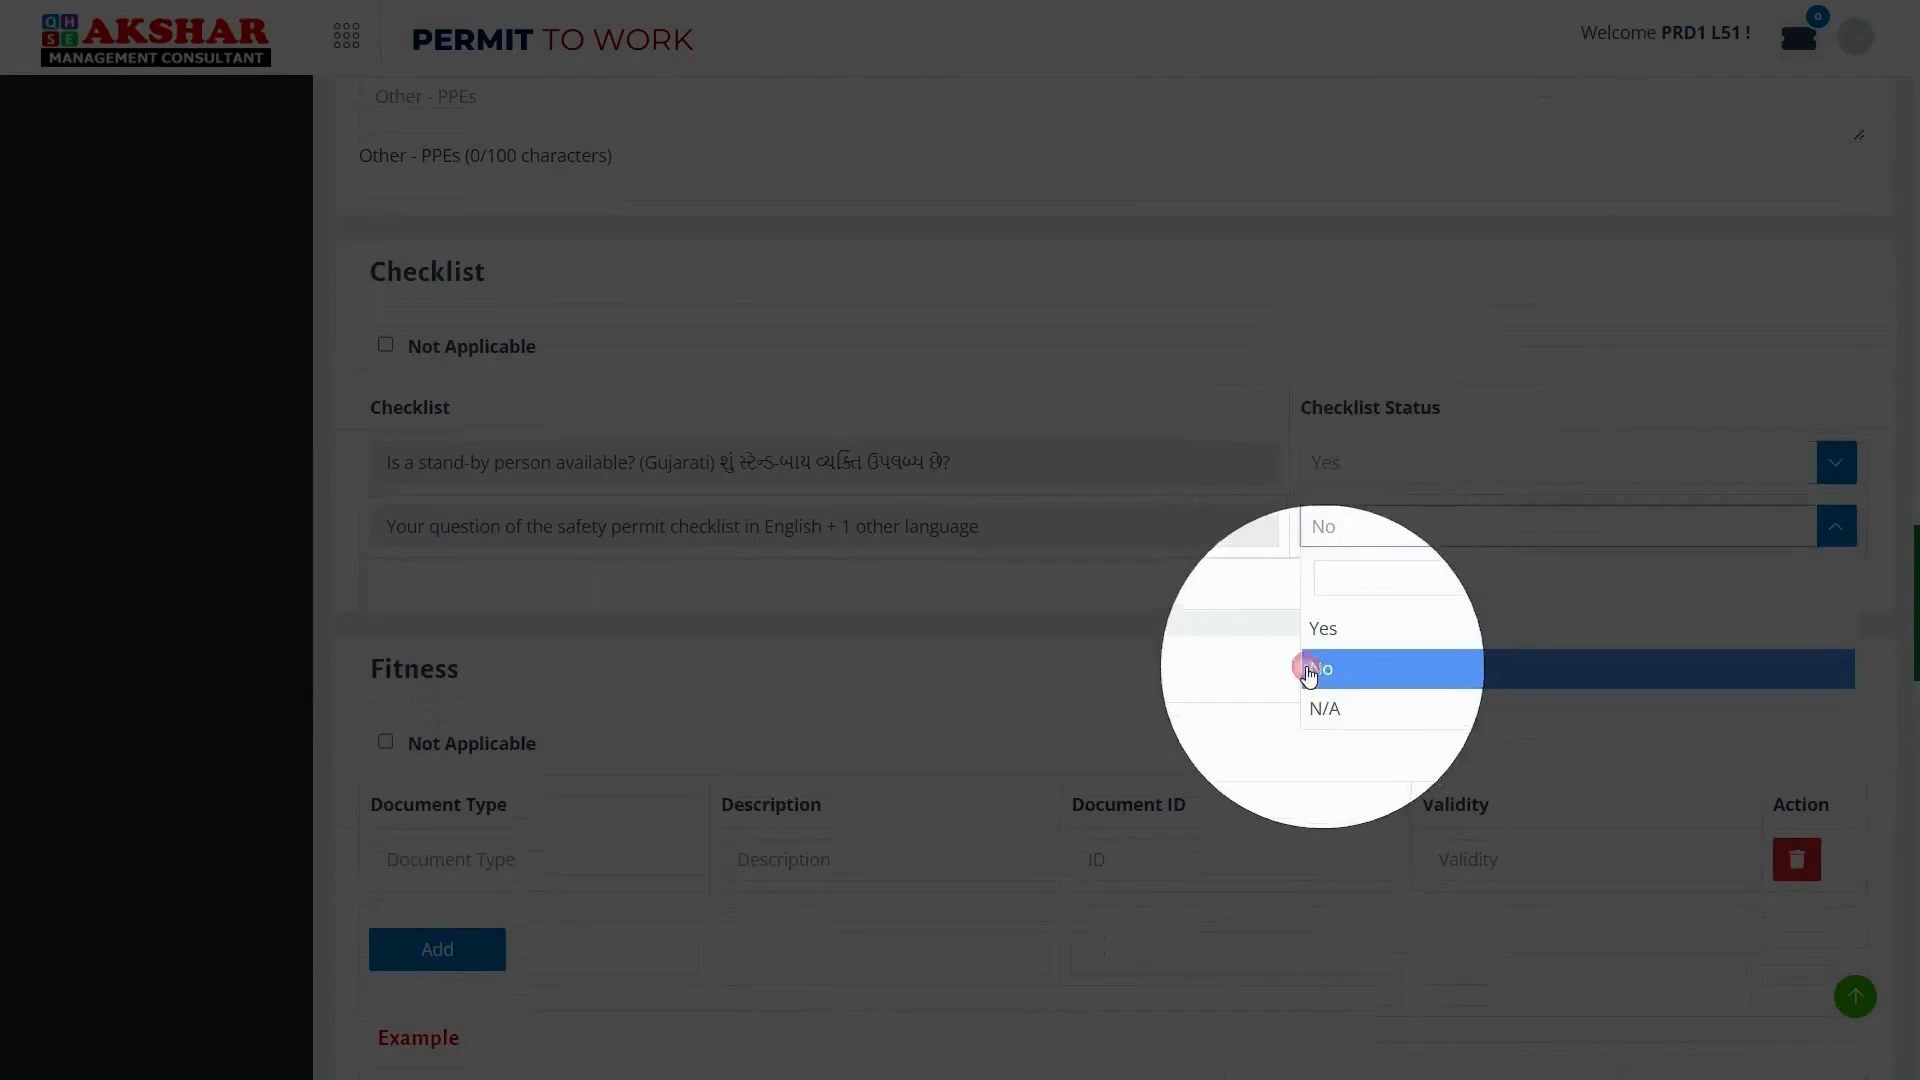 QH
SE AKSHAR
MANAGEMENT CONSULTANT
PERMIT TO WORK
Welcome PRD1 L51 !
0
Other - PPEs
Other - PPEs (0/100 characters)
Checklist
Not Applicable
Checklist
Checklist Status
Is a stand-by person available? (Gujarati) શું સ્ટેન્ડ-બાય વ્યક્તિ ઉપલબ્ધ છે?
Yes
Your question of the safety permit checklist in English + 1 other language
No
Yes
No
N/A
Fitness
Not Applicable
Document Type
Description
Document ID
Validity
Action
Document Type
Description
ID
Validity
Add
Example